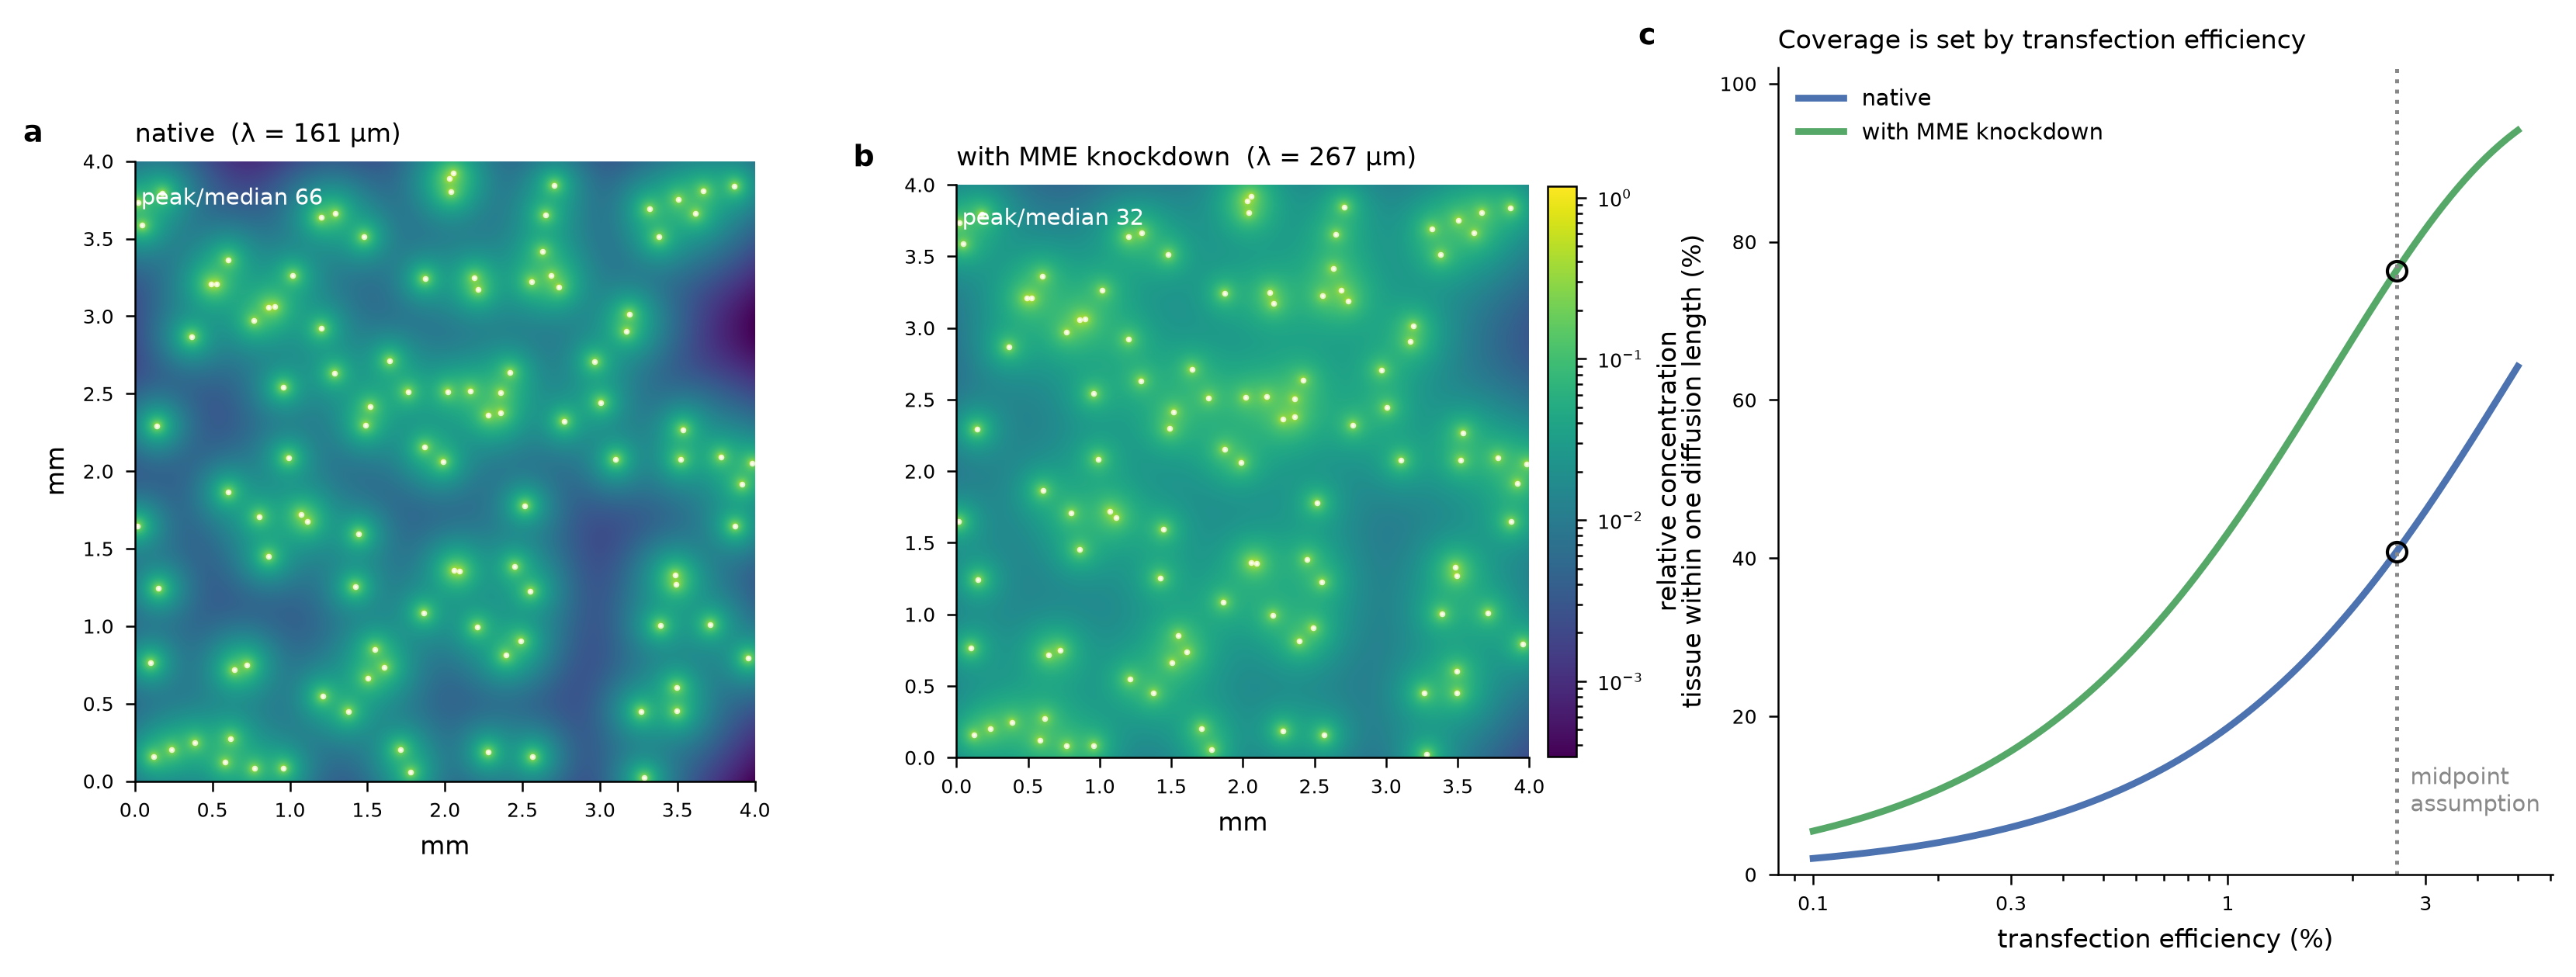 a
native (λ = 161 μm)
peak/median 66
4.0
3.5
3.0
2.5
2.0
1.5
1.0
0.5
0.0
mm
0.0 0.5 1.0 1.5 2.0 2.5 3.0 3.5 4.0
mm
b
with MME knockdown (λ = 267 μm)
peak/median 32
4.0
3.5
3.0
2.5
2.0
1.5
1.0
0.5
0.0
0.0 0.5 1.0 1.5 2.0 2.5 3.0 3.5 4.0
mm
10⁰
10⁻¹
10⁻²
10⁻³
relative concentration
c
Coverage is set by transfection efficiency
native
with MME knockdown
100
80
60
40
20
0
tissue within one diffusion length (%)
midpoint
assumption
0.1 0.3 1 3
transfection efficiency (%)